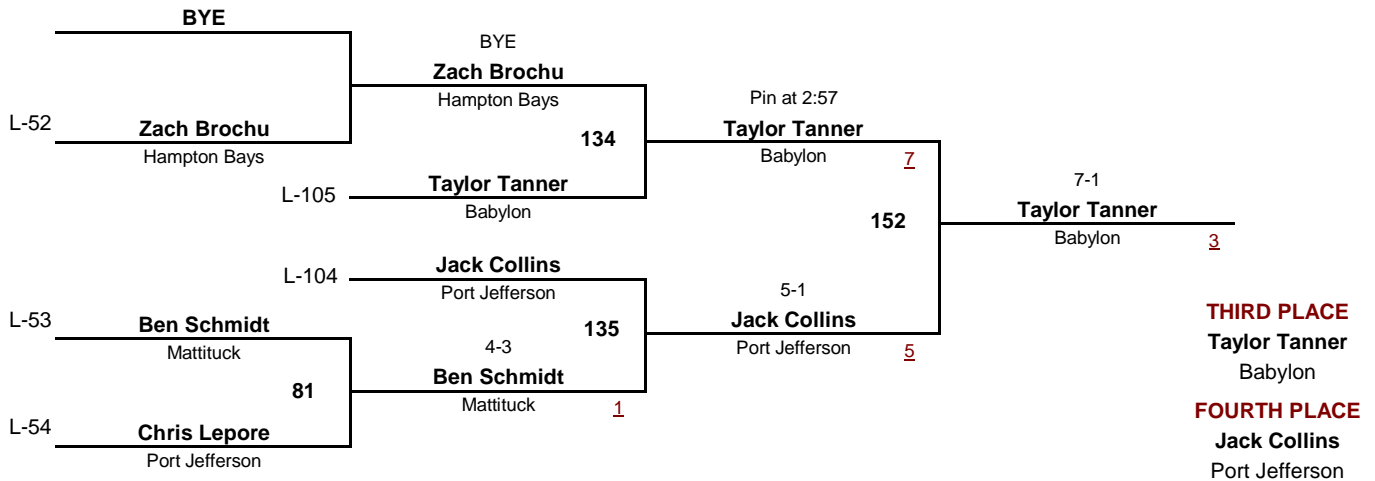 BYE
BYE
Zach Brochu
Hampton Bays
Pin at 2:57
L-52
Zach Brochu
Hampton Bays
134
Taylor Tanner
Babylon
7
L-105
Taylor Tanner
Babylon
7-1
Taylor Tanner
Babylon
3
152
L-104
Jack Collins
Port Jefferson
5-1
Jack Collins
Port Jefferson
5
L-53
Ben Schmidt
Mattituck
135
4-3
Ben Schmidt
Mattituck
1
81
L-54
Chris Lepore
Port Jefferson
THIRD PLACE
Taylor Tanner
Babylon
FOURTH PLACE
Jack Collins
Port Jefferson